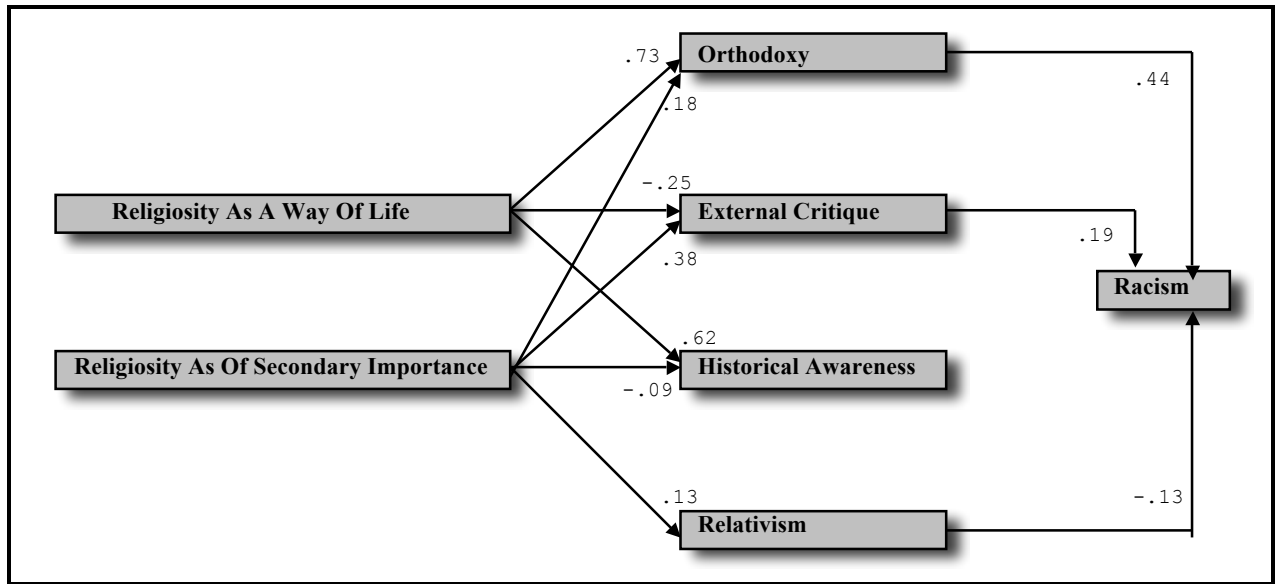 .73
Orthodoxy
.18
.44
Religiosity As A Way Of Life
-.25
External Critique
.38
.19
Racism
Religiosity As Of Secondary Importance
.62
Historical Awareness
-.09
.13
Relativism
-.13